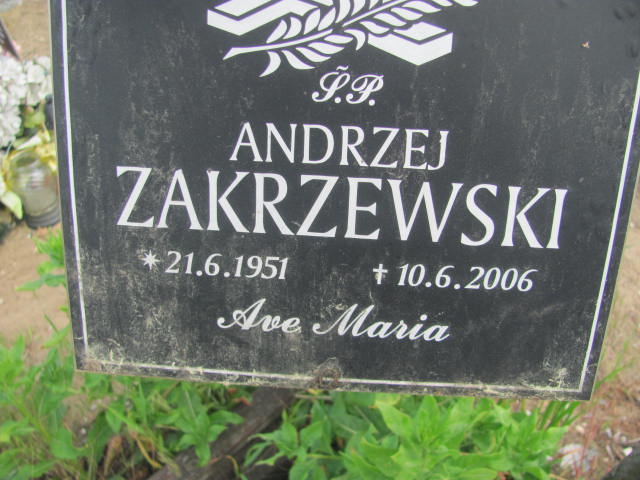 Ś.P.
ANDRZEJ
ZAKRZEWSKI
* 21.6.1951 † 10.6.2006
Ave Maria